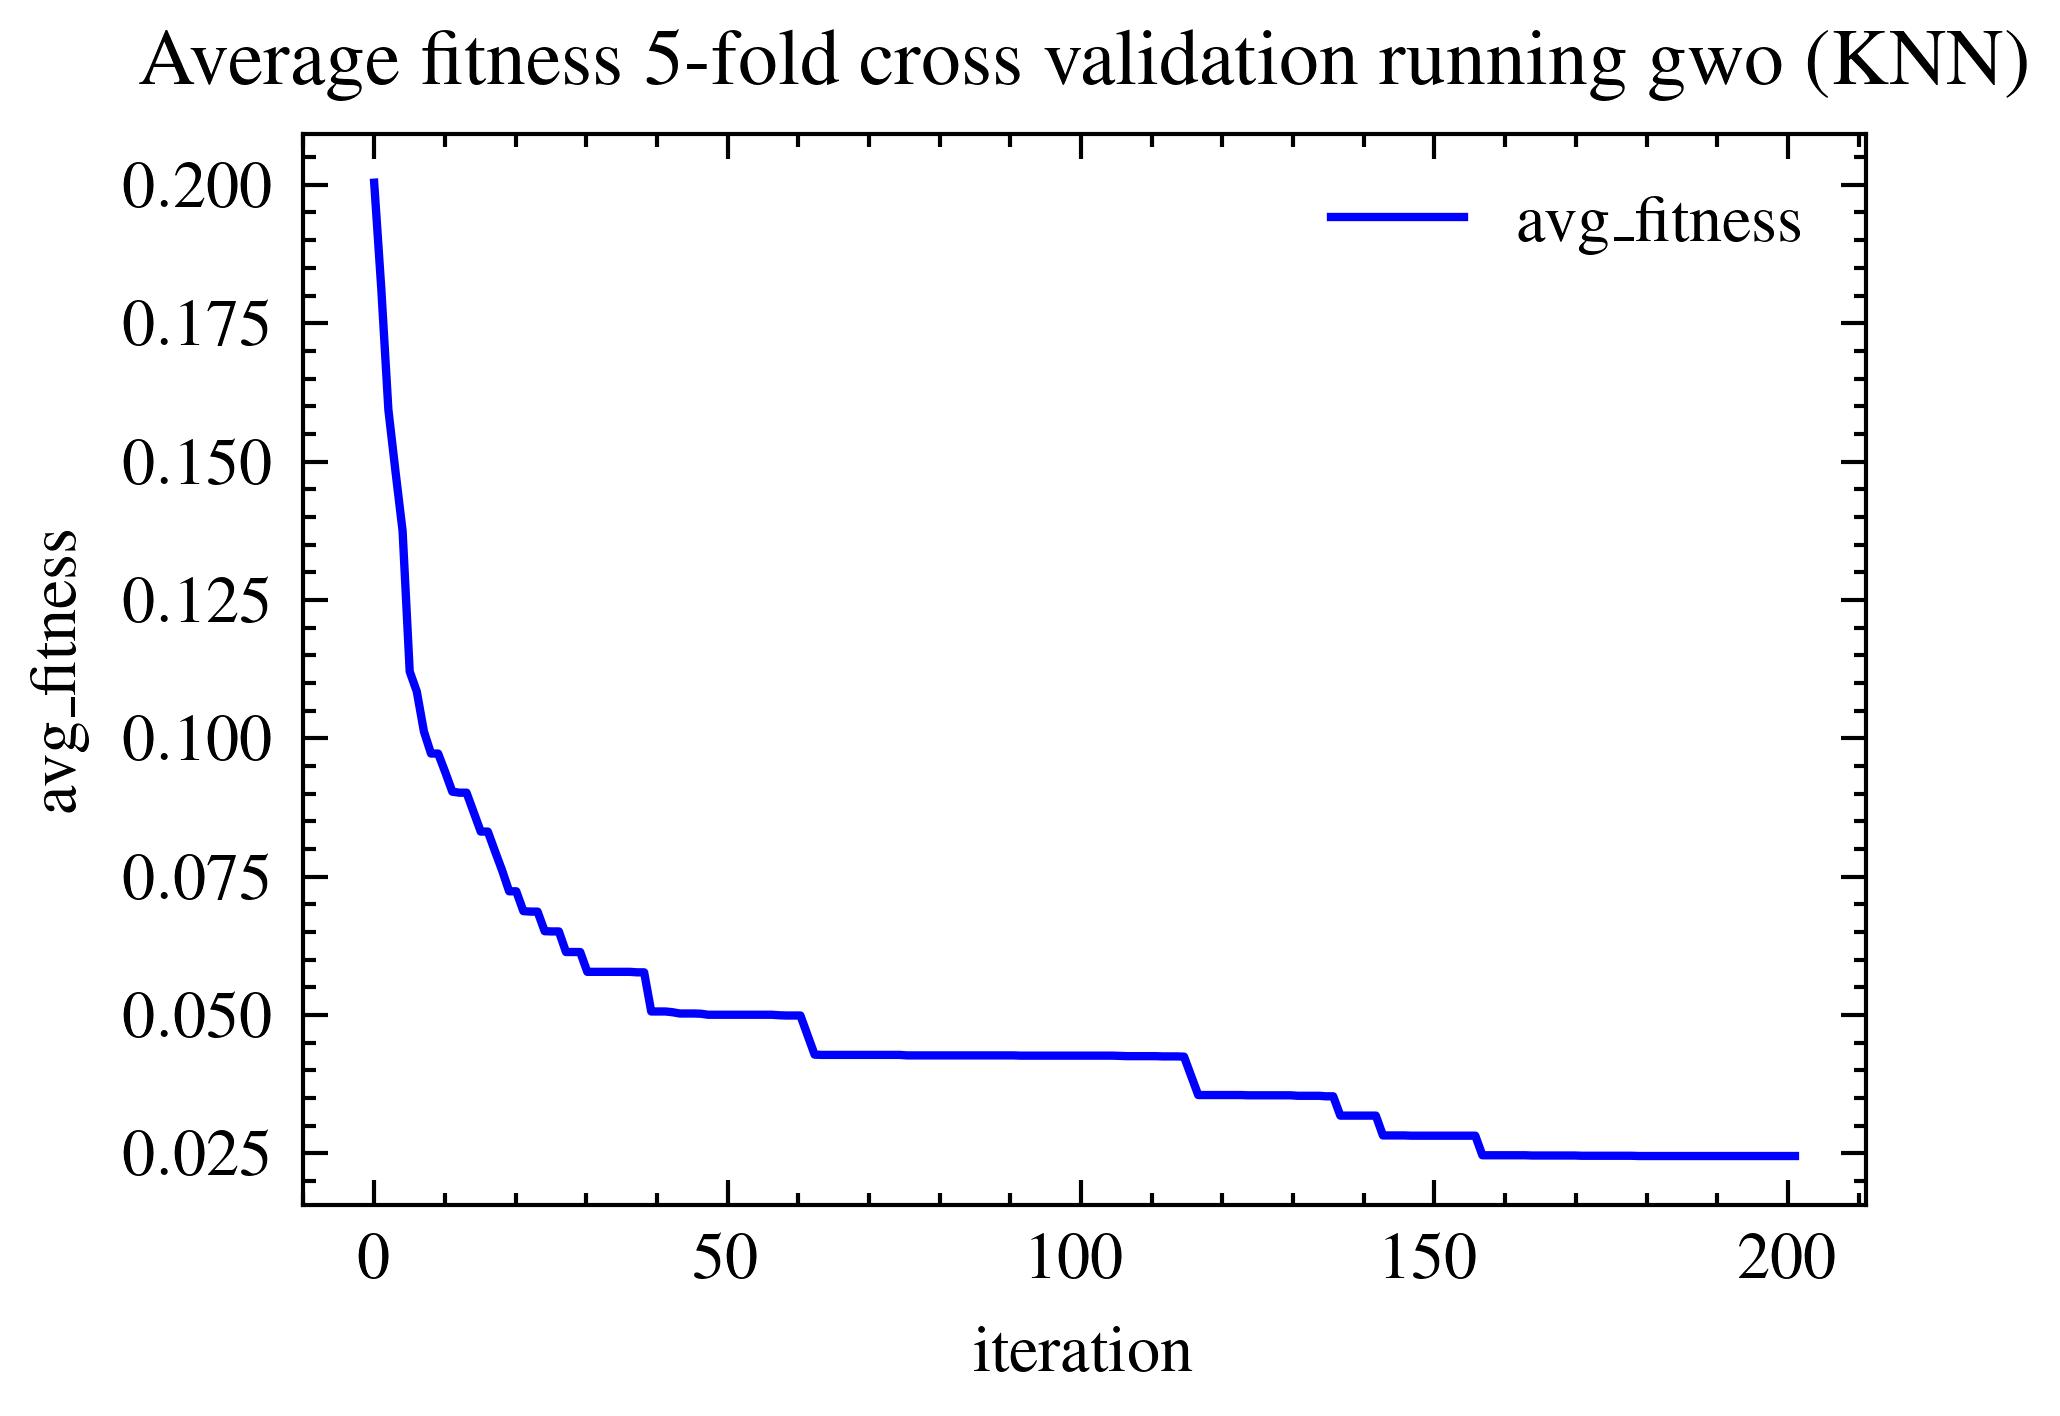 Average fitness 5-fold cross validation running gwo (KNN)
avg_fitness
0.200
0.175
0.150
0.125
0.100
0.075
0.050
0.025
avg_fitness
0 50 100 150 200
iteration